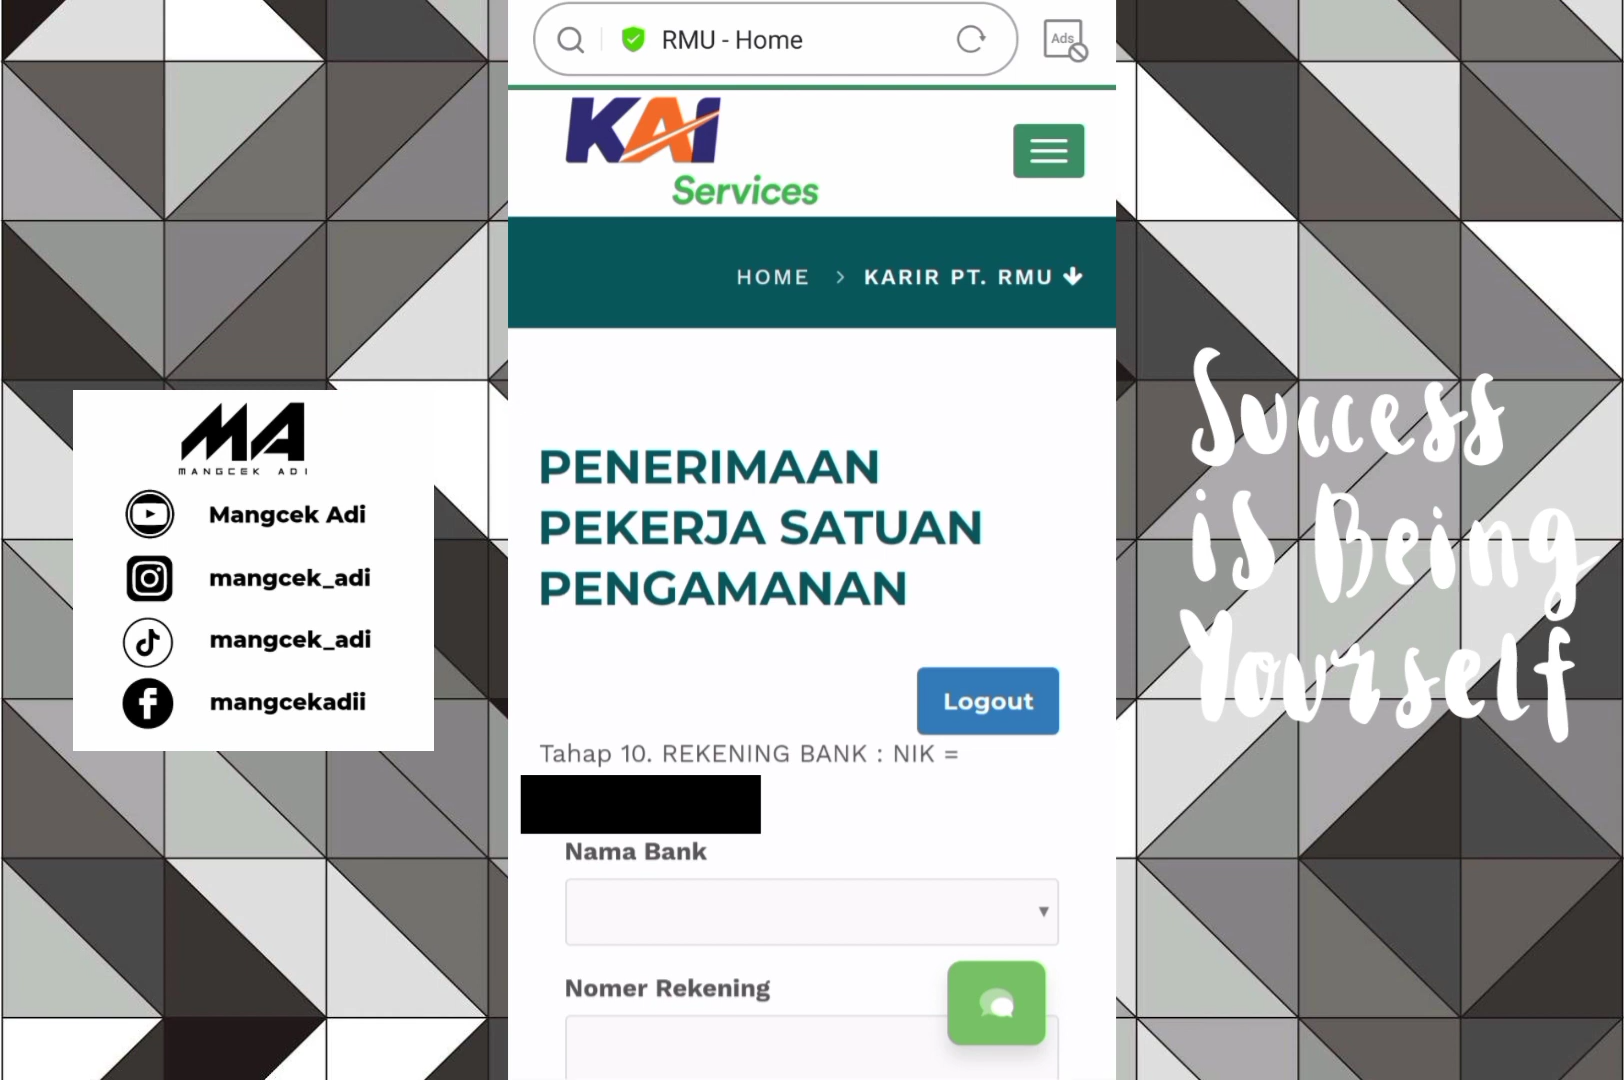 RMU - Home
Ads
KAI
Services
HOME > KARIR PT. RMU
PENERIMAAN
PEKERJA SATUAN
PENGAMANAN
Logout
Tahap 10. REKENING BANK : NIK =
Nama Bank
Nomer Rekening
MA
MANGCEK ADI
Mangcek Adi
mangcek_adi
mangcek_adi
mangcekadii
Success
is Being
Yourself